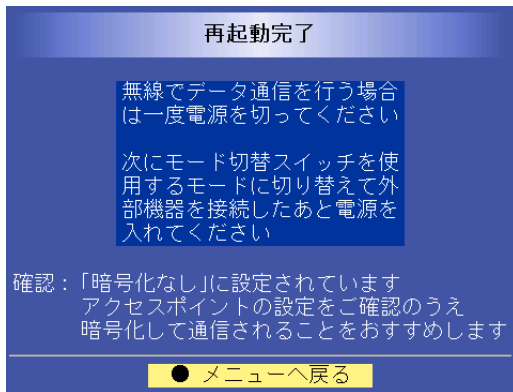 再起動完了
無線でデータ通信を行う場合
は一度電源を切ってください
次にモード切替スイッチを使
用するモードに切り替えて外
部機器を接続したあと電源を
入れてください
確認：「暗号化なし」に設定されています
アクセスポイントの設定をご確認のうえ
暗号化して通信されることをおすすめします
● メニューへ戻る